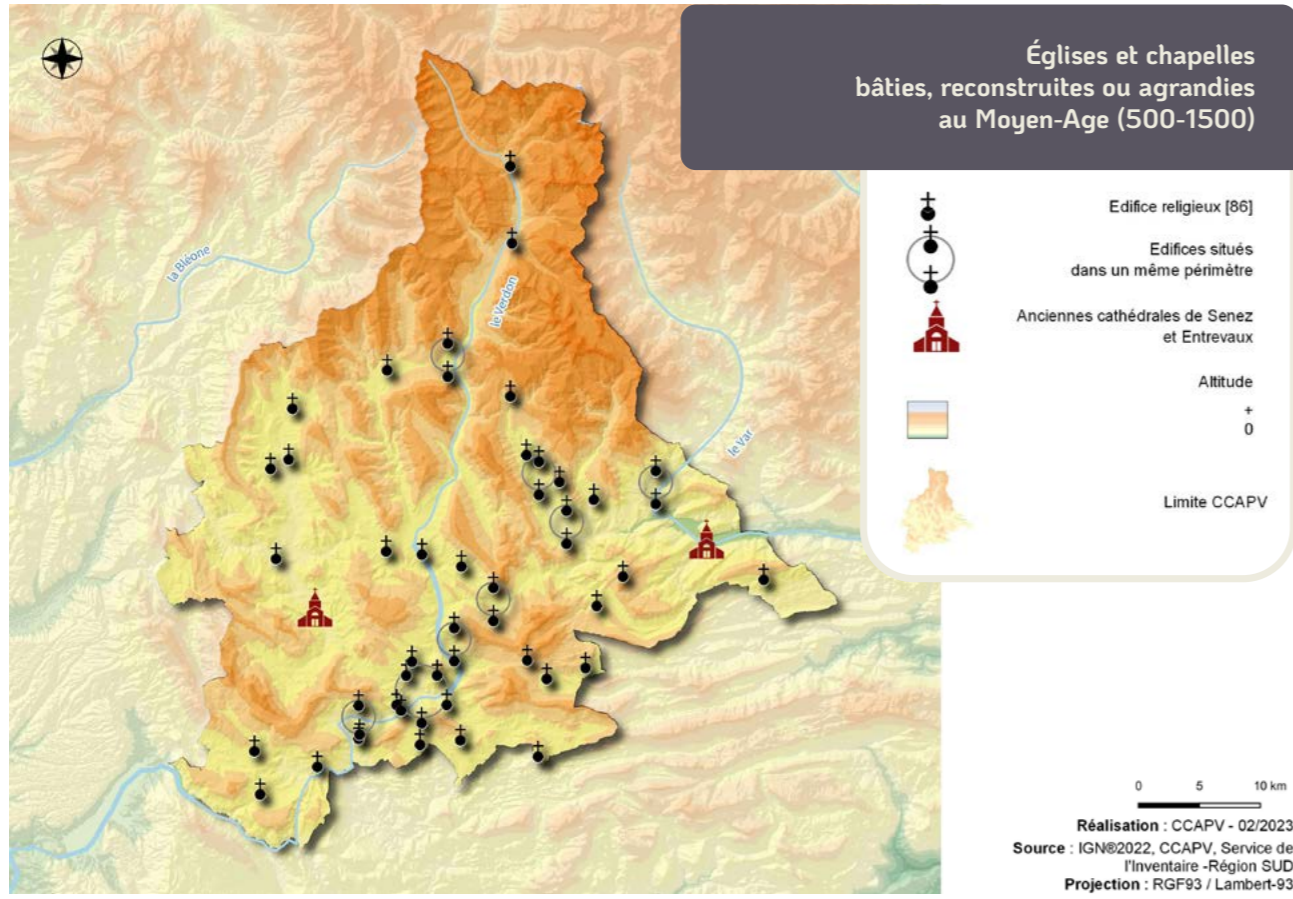 Églises et chapelles
bâties, reconstruites ou agrandies
au Moyen-Age (500-1500)
Edifice religieux [86]
Edifices situés
dans un même périmètre
Anciennes cathédrales de Senez
et Entrevaux
Altitude
+
0
Limite CCAPV
la Bléone
le Verdon
le Var
0 5 10 km
Réalisation : CCAPV - 02/2023
Source : IGN®2022, CCAPV, Service de
l'Inventaire -Région SUD
Projection : RGF93 / Lambert-93